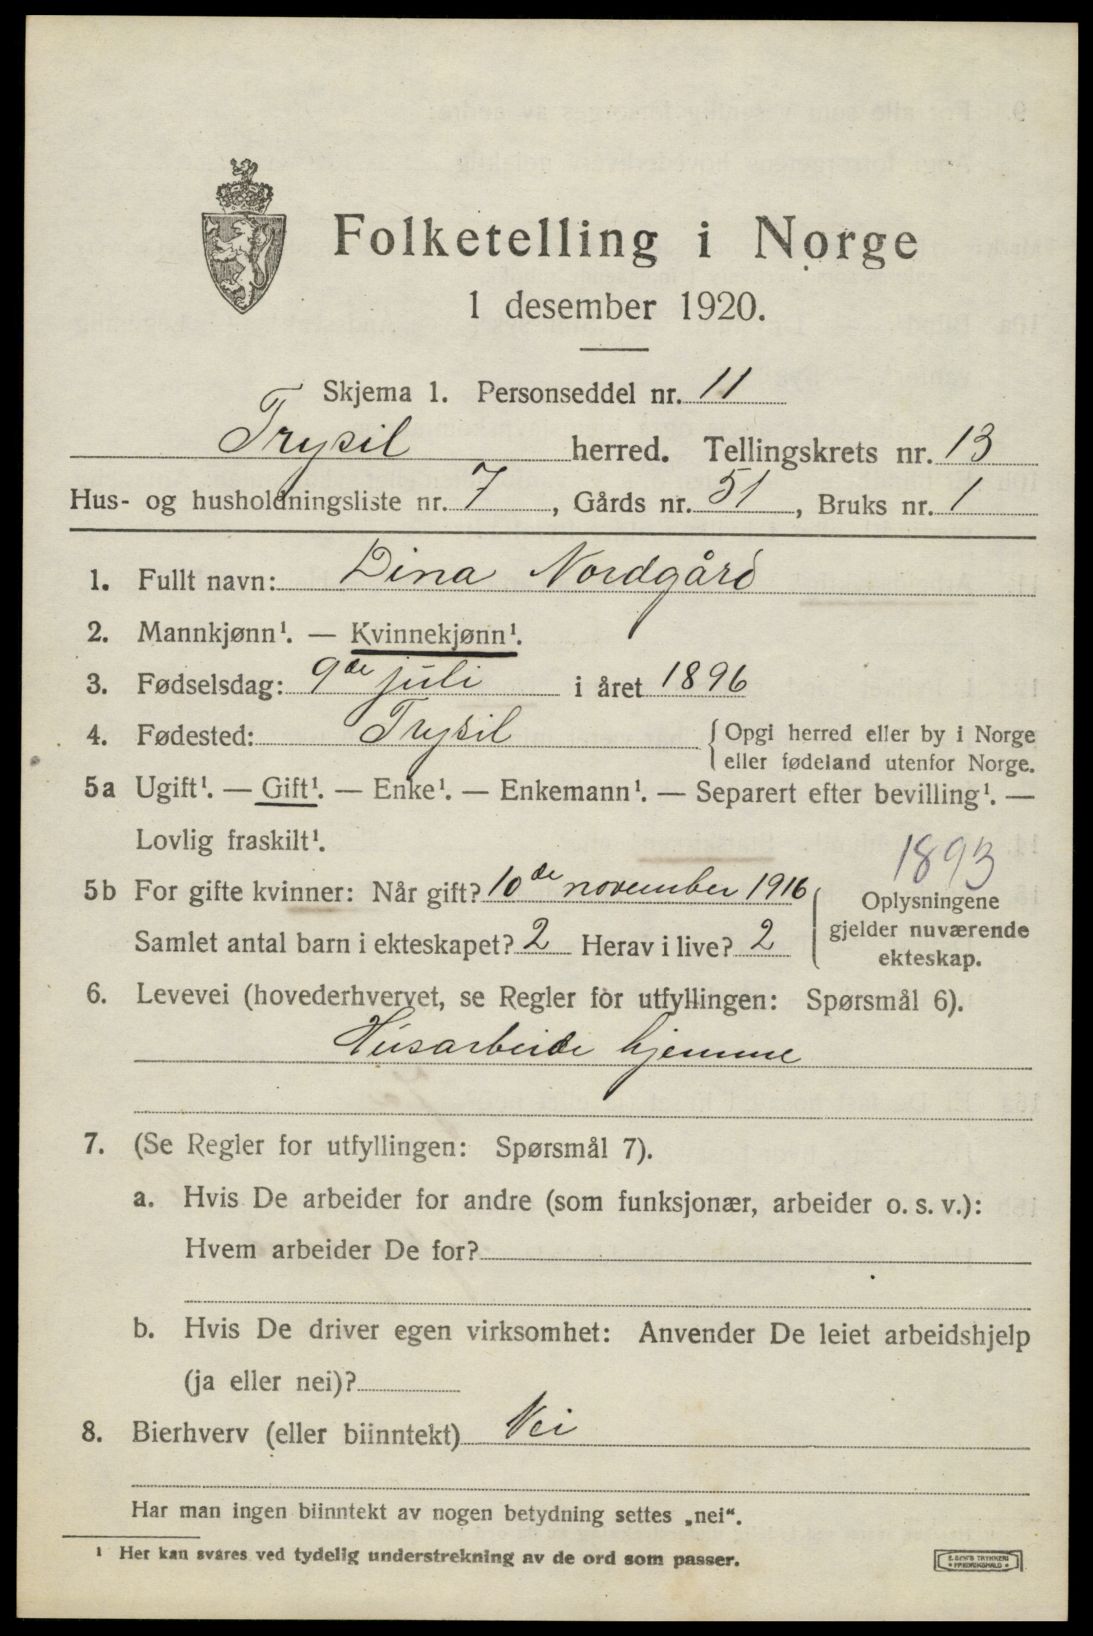 Folketelling i Norge
1 desember 1920.
Skjema 1. Personseddel nr. 11
Trysil herred. Tellingskrets nr. 13
Hus- og husholdningsliste nr. 7, Gårds nr. 51, Bruks nr. 1
1. Fullt navn: Dina Nordgård
2. Mannkjønn¹. — Kvinnekjønn¹.
3. Fødselsdag: 9de juli i året 1896
4. Fødested: Trysil { Opgi herred eller by i Norge
eller fødeland utenfor Norge.
5a Ugift¹. — Gift¹. — Enke¹. — Enkemann¹. — Separert efter bevilling¹. —
Lovlig fraskilt¹.
1893
5b For gifte kvinner: Når gift? 10de november 1916 { Oplysningene
gjelder nuværende
ekteskap.
Samlet antal barn i ekteskapet? 2 Herav i live? 2
6. Levevei (hovederhvervet, se Regler for utfyllingen: Spørsmål 6).
Husarbeide hjemme
7. (Se Regler for utfyllingen: Spørsmål 7).
a. Hvis De arbeider for andre (som funksjonær, arbeider o. s. v.):
Hvem arbeider De for?
b. Hvis De driver egen virksomhet: Anvender De leiet arbeidshjelp
(ja eller nei)?
8. Bierhverv (eller biinntekt) Nei
Har man ingen biinntekt av nogen betydning settes „nei“.
¹ Her kan svares ved tydelig understrekning av de ord som passer.